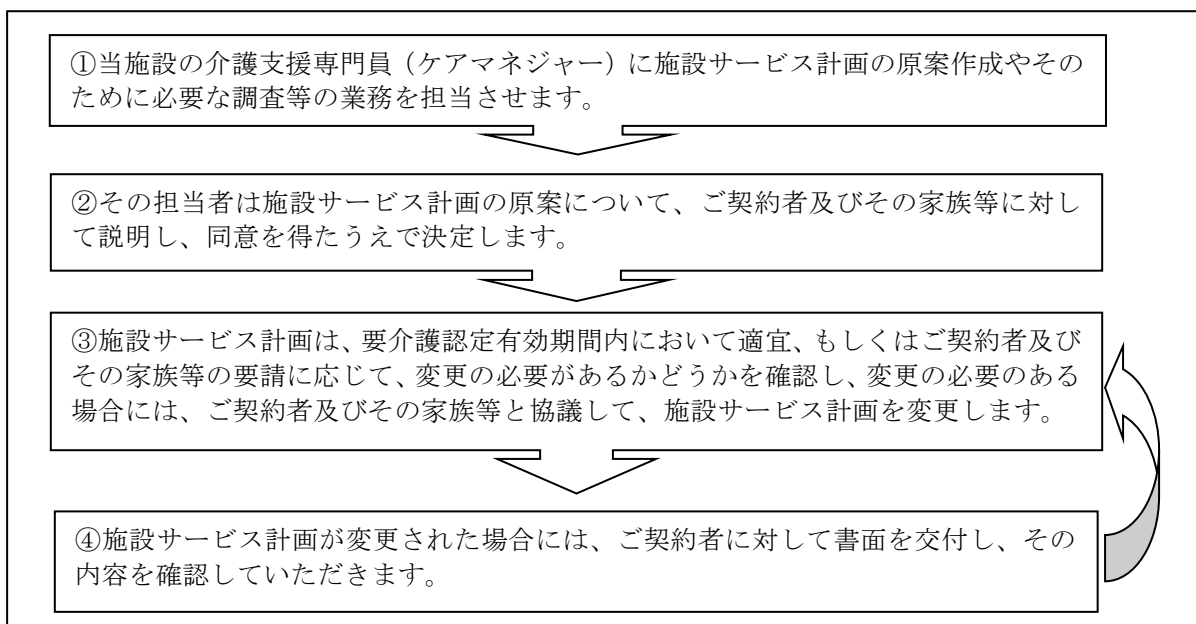 ①当施設の介護支援専門員（ケアマネジャー）に施設サービス計画の原案作成やその
ために必要な調査等の業務を担当させます。
②その担当者は施設サービス計画の原案について、ご契約者及びその家族等に対し
て説明し、同意を得たうえで決定します。
③施設サービス計画は、要介護認定有効期間内において適宜、もしくはご契約者及び
その家族等の要請に応じて、変更の必要があるかどうかを確認し、変更の必要のある
場合には、ご契約者及びその家族等と協議して、施設サービス計画を変更します。
④施設サービス計画が変更された場合には、ご契約者に対して書面を交付し、その
内容を確認していただきます。